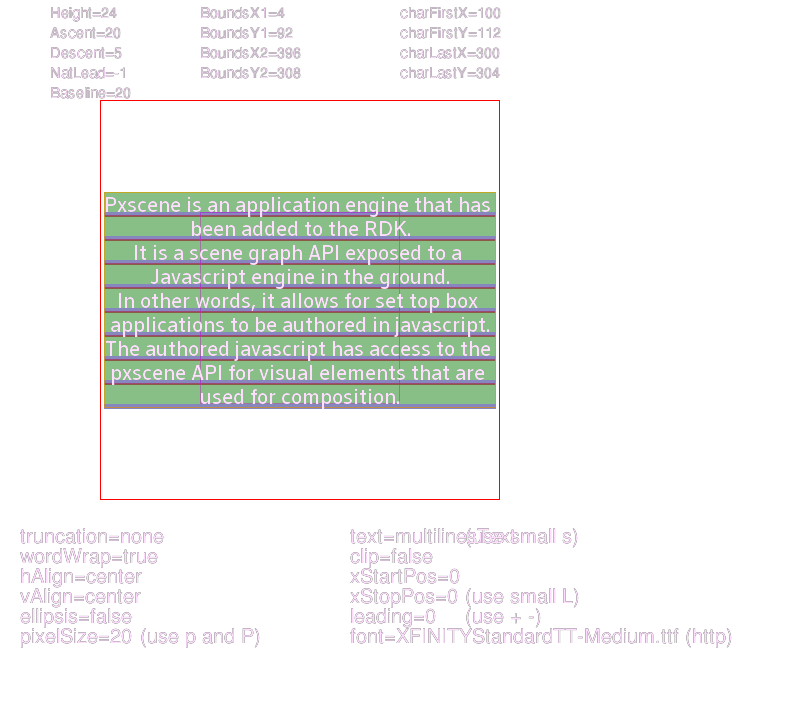 Height=24 BoundsX1=4 charFirstX=100
Ascent=20 BoundsY1=92 charFirstY=112
Descent=5 BoundsX2=396 charLastX=300
NatLead=-1 BoundsY2=308 charLastY=304
Baseline=20
Pxscene is an application engine that has
been added to the RDK.
It is a scene graph API exposed to a
Javascript engine in the ground.
In other words, it allows for set top box
applications to be authored in javascript.
The authored javascript has access to the
pxscene API for visual elements that are
used for composition.
truncation=none text=multilinesText (use small s)
wordWrap=true clip=false
hAlign=center xStartPos=0
vAlign=center xStopPos=0 (use small L)
ellipsis=false leading=0 (use + -)
pixelSize=20 (use p and P) font=XFINITYStandardTT-Medium.ttf (http)